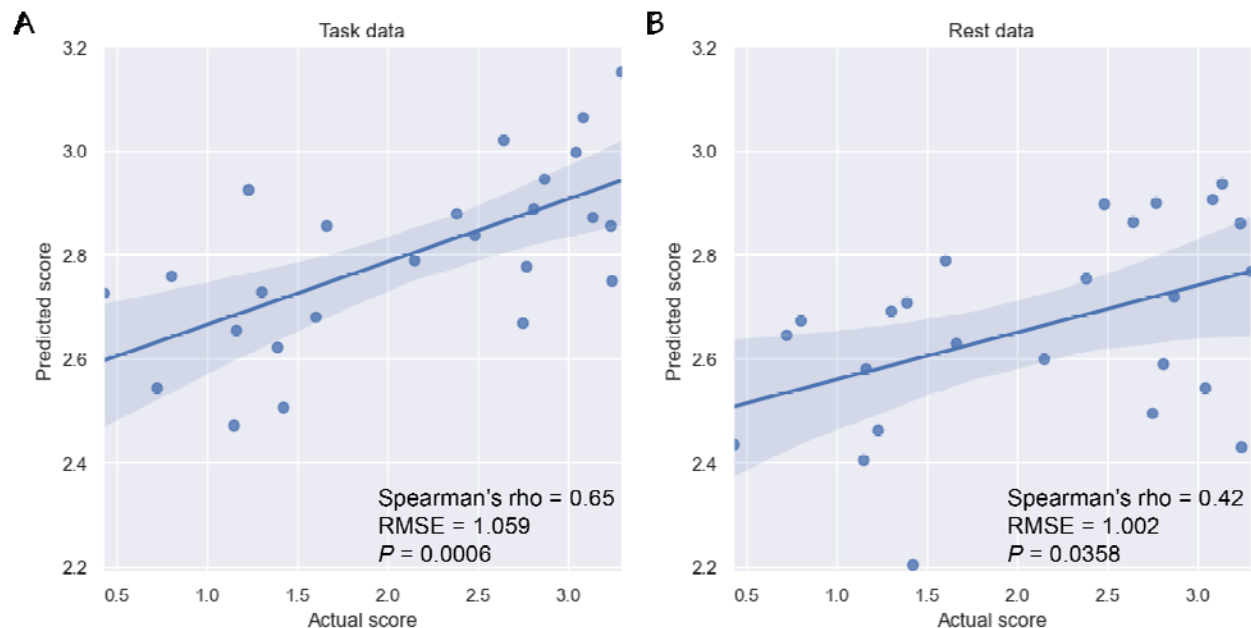 A
Task data
3.2
3.0
2.8
2.6
2.4
2.2
Predicted score
0.5 1.0 1.5 2.0 2.5 3.0
Actual score
Spearman's rho = 0.65
RMSE = 1.059
P = 0.0006
B
Rest data
3.2
3.0
2.8
2.6
2.4
2.2
Predicted score
0.5 1.0 1.5 2.0 2.5 3.0
Actual score
Spearman's rho = 0.42
RMSE = 1.002
P = 0.0358